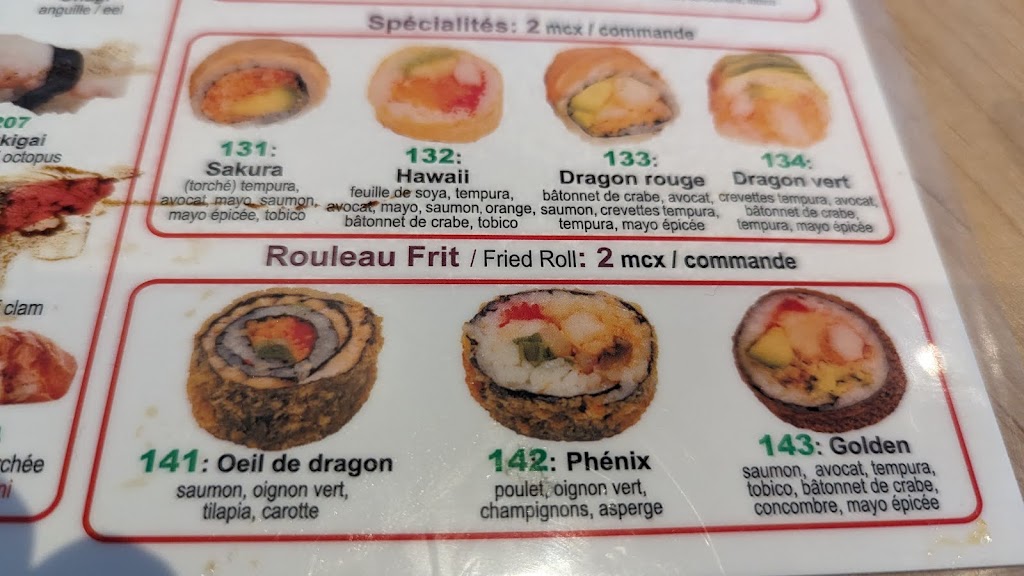 anguille / eel
Spécialités: 2 mcx / commande
207
kigai
octopus
131:
Sakura
(torché) tempura,
avocat, mayo, saumon,
mayo épicée, tobico
132:
Hawaii
feuille de soya, tempura,
avocat, mayo, saumon, orange,
bâtonnet de crabe, tobico
133:
Dragon rouge
bâtonnet de crabe, avocat,
saumon, crevettes tempura,
tempura, mayo épicée
134:
Dragon vert
crevettes tempura, avocat,
bâtonnet de crabe,
tempura, mayo épicée
Rouleau Frit / Fried Roll: 2 mcx / commande
clam
141: Oeil de dragon
saumon, oignon vert,
tilapia, carotte
142: Phénix
poulet, oignon vert,
champignons, asperge
143: Golden
saumon, avocat, tempura,
tobico, bâtonnet de crabe,
concombre, mayo épicée